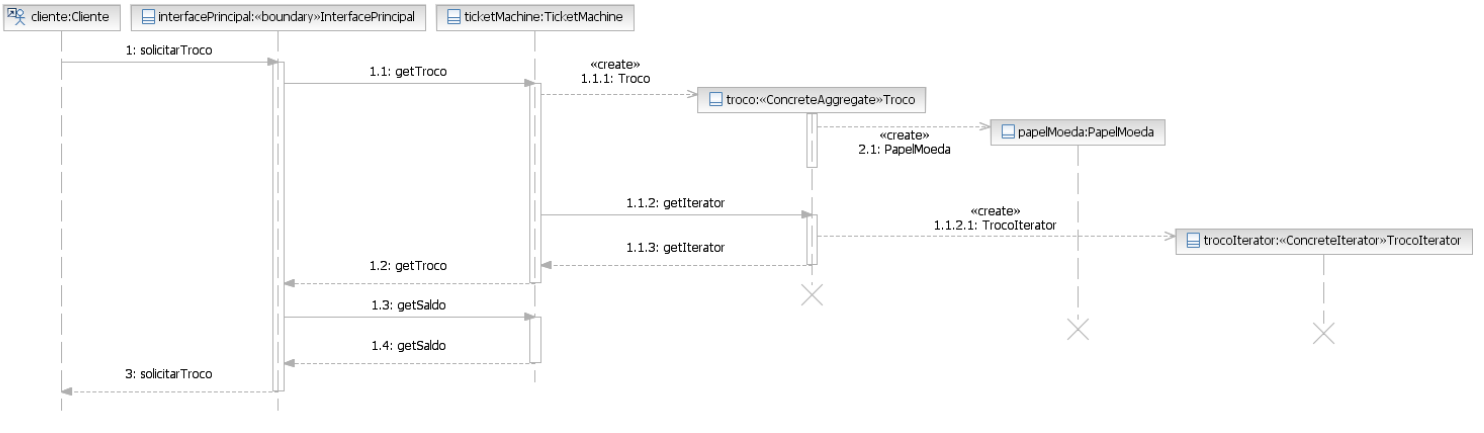 cliente:Cliente
interfacePrincipal:«boundary»InterfacePrincipal
ticketMachine:TicketMachine
1: solicitarTroco
1.1: getTroco
«create»
1.1.1: Troco
troco:«ConcreteAggregate»Troco
«create»
2.1: PapelMoeda
papelMoeda:PapelMoeda
1.1.2: getIterator
«create»
1.1.2.1: TrocoIterator
trocoIterator:«ConcreteIterator»TrocoIterator
1.1.3: getIterator
1.2: getTroco
1.3: getSaldo
1.4: getSaldo
3: solicitarTroco